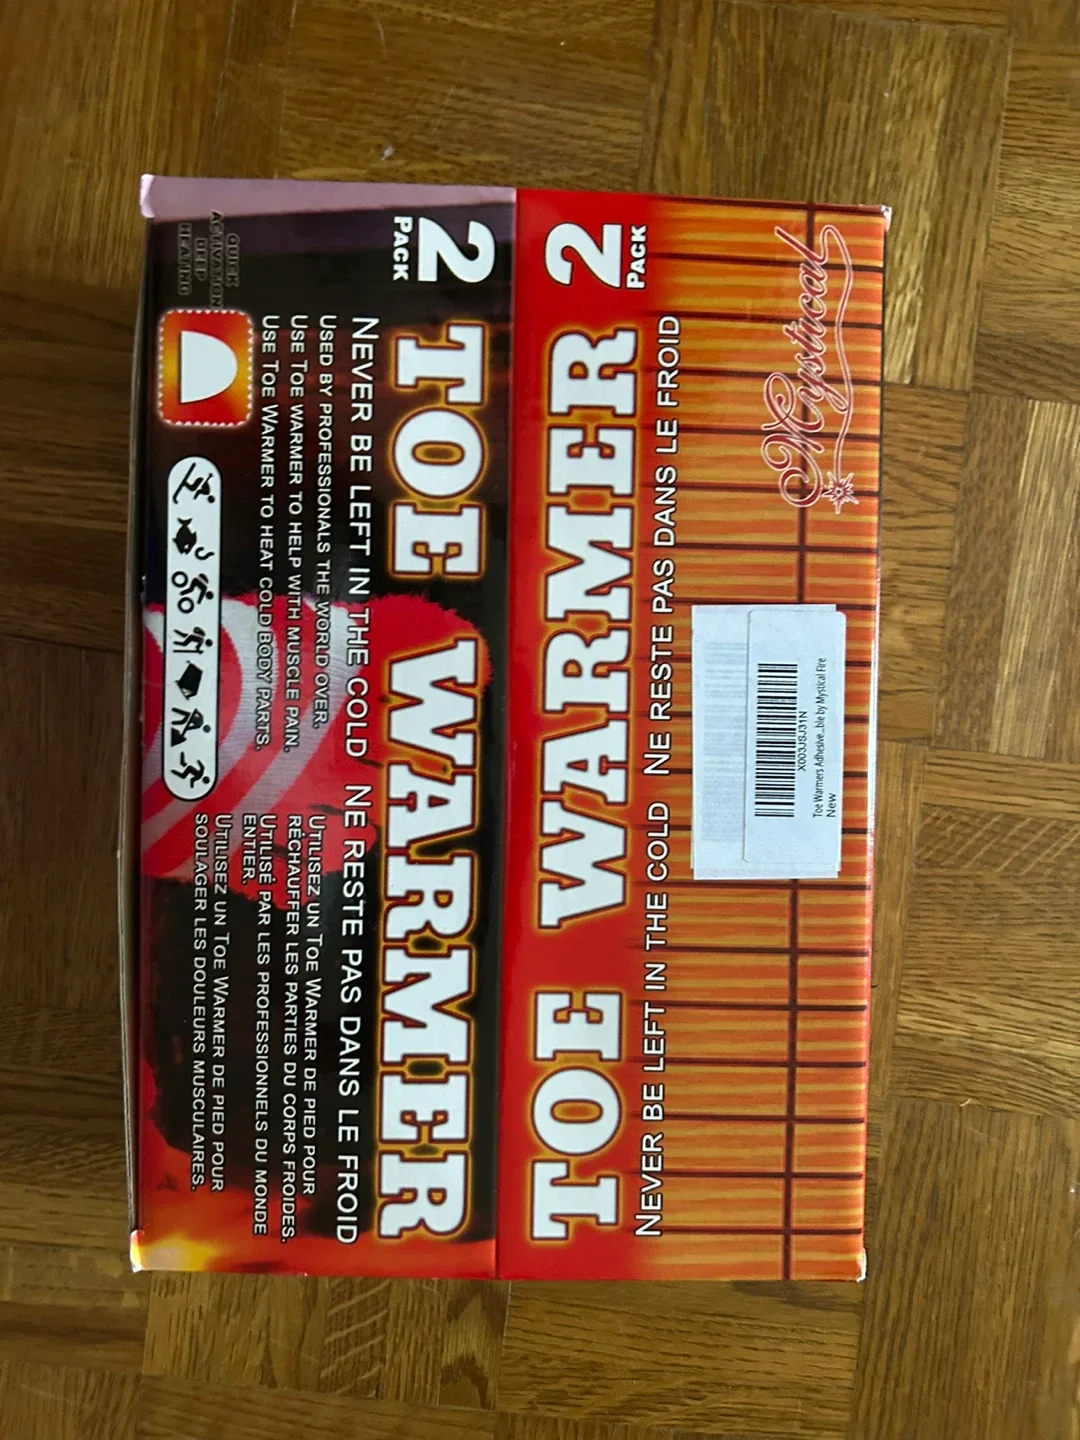 2
PACK
TOE WARMER
NEVER BE LEFT IN THE COLD NE RESTE PAS DANS LE FROID
USED BY PROFESSIONALS THE WORLD OVER.
USE TOE WARMER TO HELP WITH MUSCLE PAIN.
USE TOE WARMER TO HEAT COLD BODY PARTS.
UTILISEZ UN TOE WARMER DE PIED POUR
RÉCHAUFFER LES PARTIES DU CORPS FROIDES.
UTILISÉ PAR LES PROFESSIONNELS DU MONDE
ENTIER.
UTILISEZ UN TOE WARMER DE PIED POUR
SOULAGER LES DOULEURS MUSCULAIRES.
QUICK
ACTIVATION
DEEP
HEATING
TOE WARMER
2
PACK
NEVER BE LEFT IN THE COLD NE RESTE PAS DANS LE FROID
Mystical
X003JSJ31N
Toe Warmers Adhesive...ble by Mystical Fire
New